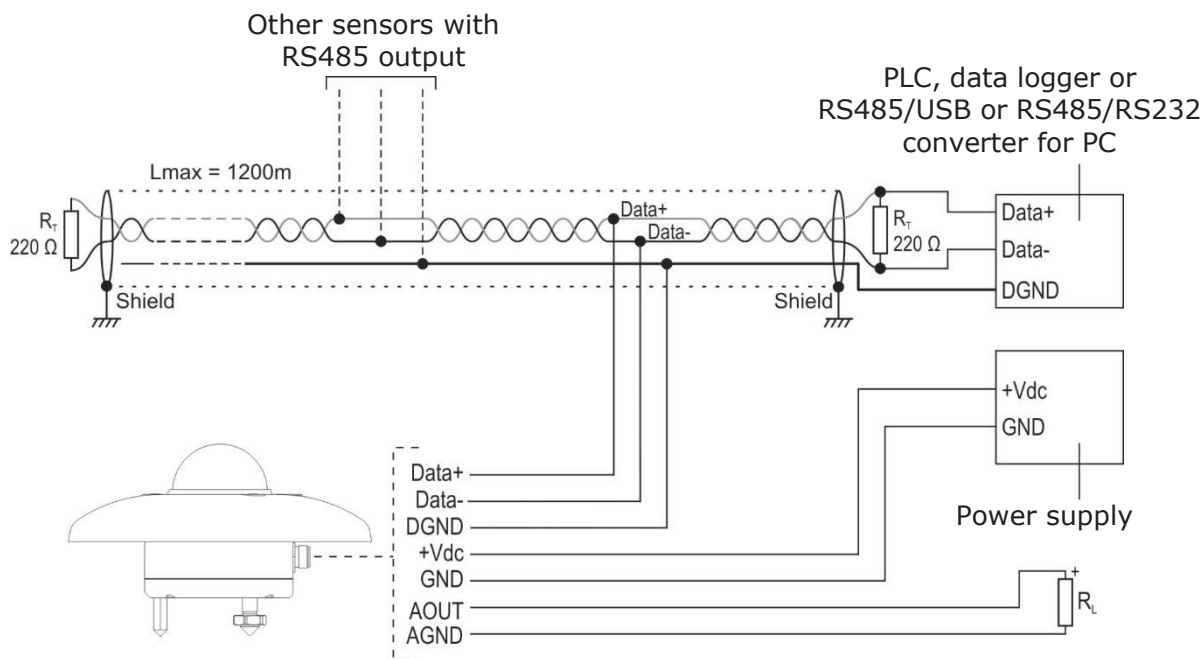 Other sensors with
RS485 output
PLC, data logger or
RS485/USB or RS485/RS232
converter for PC
Lmax = 1200m
RT
220 Ω
Data+
Data-
RT
220 Ω
Data+
Data-
DGND
Shield
Shield
+Vdc
GND
Power supply
Data+
Data-
DGND
+Vdc
GND
AOUT
AGND
+
RL